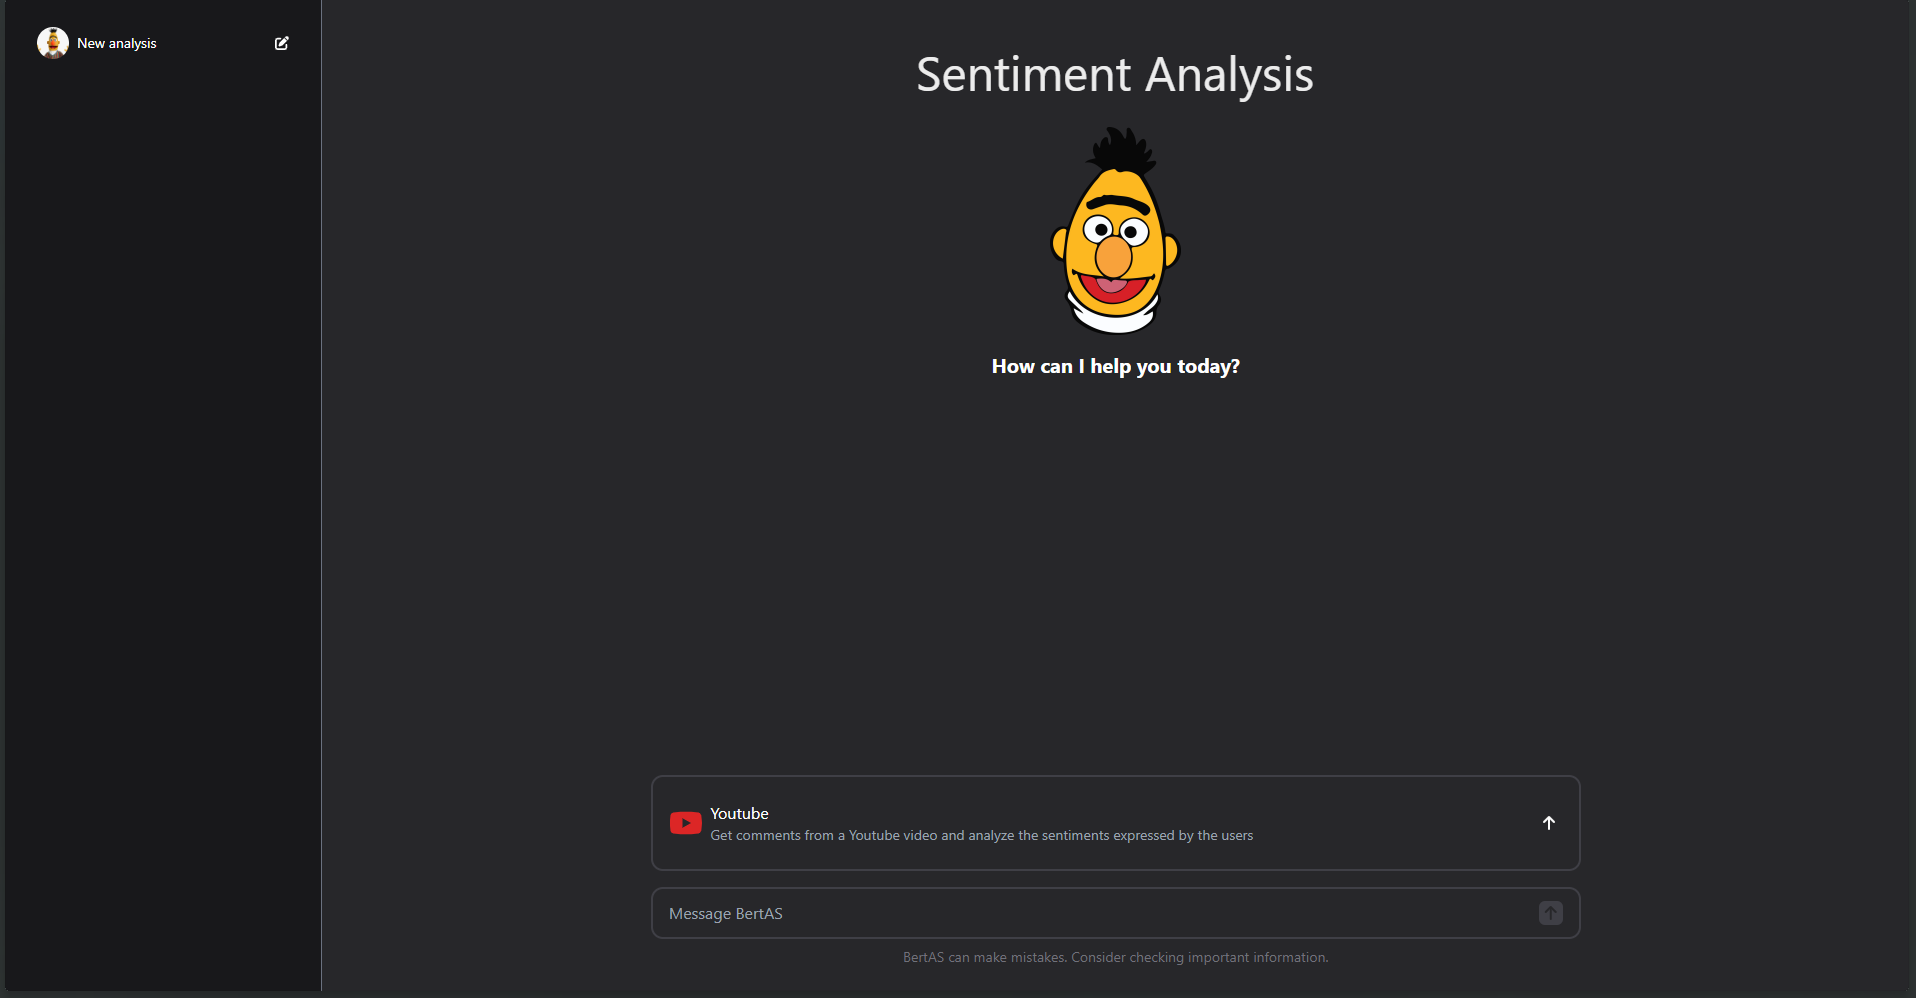 New analysis
Sentiment Analysis
How can I help you today?
Youtube
Get comments from a Youtube video and analyze the sentiments expressed by the users
Message BertAS
BertAS can make mistakes. Consider checking important information.